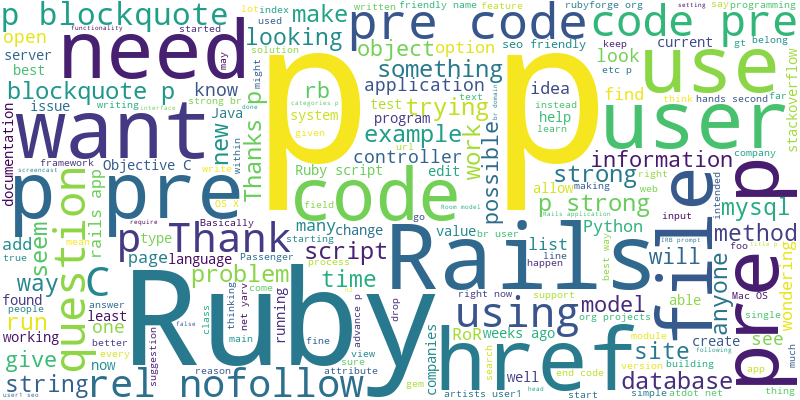 p blockquote
need
want
p pre
pre code
code pre
p p
use
user
code
Rails
Ruby
href
file
pre p
question
Thank
Thanks p
rel nofollow
blockquote p
looking
make
object
option
something
application
trying
example
controller
work
possible
idea
information
strong
p strong
mysql
method
will
anyone
model
using
site
database
list
script
problem
time
way
C
seem
run
give
string
page
type
language
add
new
know
rb
open
server
best
issue
Java
Objective C
documentation
rails app
found
people
working
least
one
now
answer
better
every
many
change
value
edit
test
program
system
solution
used
index
lot
started
writing
strong br
within
might
url
text
given
categories p
Ruby script
field
starting
running
Passenger
Basically
process
net yarv
thinking
come
class
main
false
reason
suggestion
drop
advance p
view
sure
attribute
fine
gem
right now
RoR
weeks ago
companies
artists user1
well
start
end code
search
head
support
org projects
able
create
module
version
building
simple
atdot net
following
see
app
thing
much
single
Mac OS
foo
title p
input
IRB prompt
intended
wondering
Python
allow
making
web
right
company
think
hands second
far
etc p
gt
belong
current
look
find
help
instead
learn
br domain
seo friendly
friendly name
feature
rubyforge org
keep
say
programming
setting
stackoverflow
functionality
may
interface
done
write
os x
framework
screencast
true
mean
require
user1 seo
Room model
go
br user
line
happen
Rails application
best way